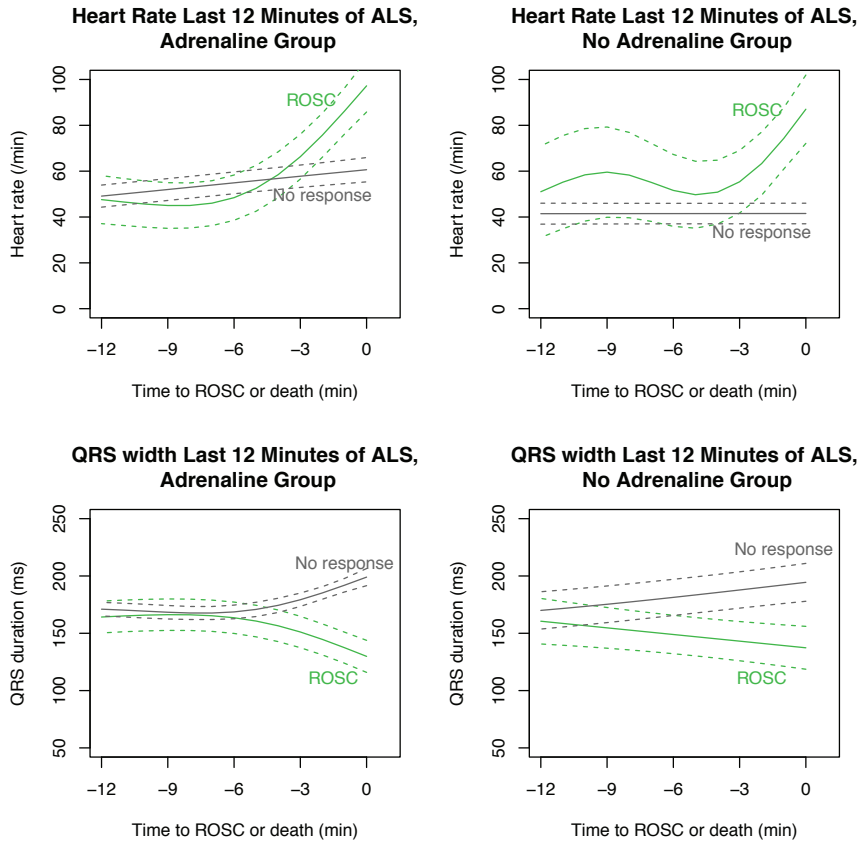 Heart Rate Last 12 Minutes of ALS,
Adrenaline Group
Heart rate (/min)
100
80
60
40
20
0
ROSC
No response
−12 −9 −6 −3 0
Time to ROSC or death (min)
Heart Rate Last 12 Minutes of ALS,
No Adrenaline Group
Heart rate (/min)
100
80
60
40
20
0
ROSC
No response
−12 −9 −6 −3 0
Time to ROSC or death (min)
QRS width Last 12 Minutes of ALS,
Adrenaline Group
QRS duration (ms)
250
200
150
100
50
No response
ROSC
−12 −9 −6 −3 0
Time to ROSC or death (min)
QRS width Last 12 Minutes of ALS,
No Adrenaline Group
QRS duration (ms)
250
200
150
100
50
No response
ROSC
−12 −9 −6 −3 0
Time to ROSC or death (min)